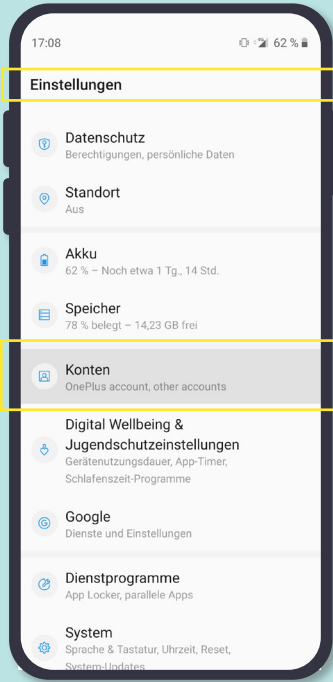 17:08
62 %
Einstellungen
Datenschutz
Berechtigungen, persönliche Daten
Standort
Aus
Akku
62 % – Noch etwa 1 Tg., 14 Std.
Speicher
78 % belegt – 14,23 GB frei
Konten
OnePlus account, other accounts
Digital Wellbeing &
Jugendschutzeinstellungen
Gerätenutzungsdauer, App-Timer,
Schlafenszeit-Programme
Google
Dienste und Einstellungen
Dienstprogramme
App Locker, parallele Apps
System
Sprache & Tastatur, Uhrzeit, Reset,
System-Updates